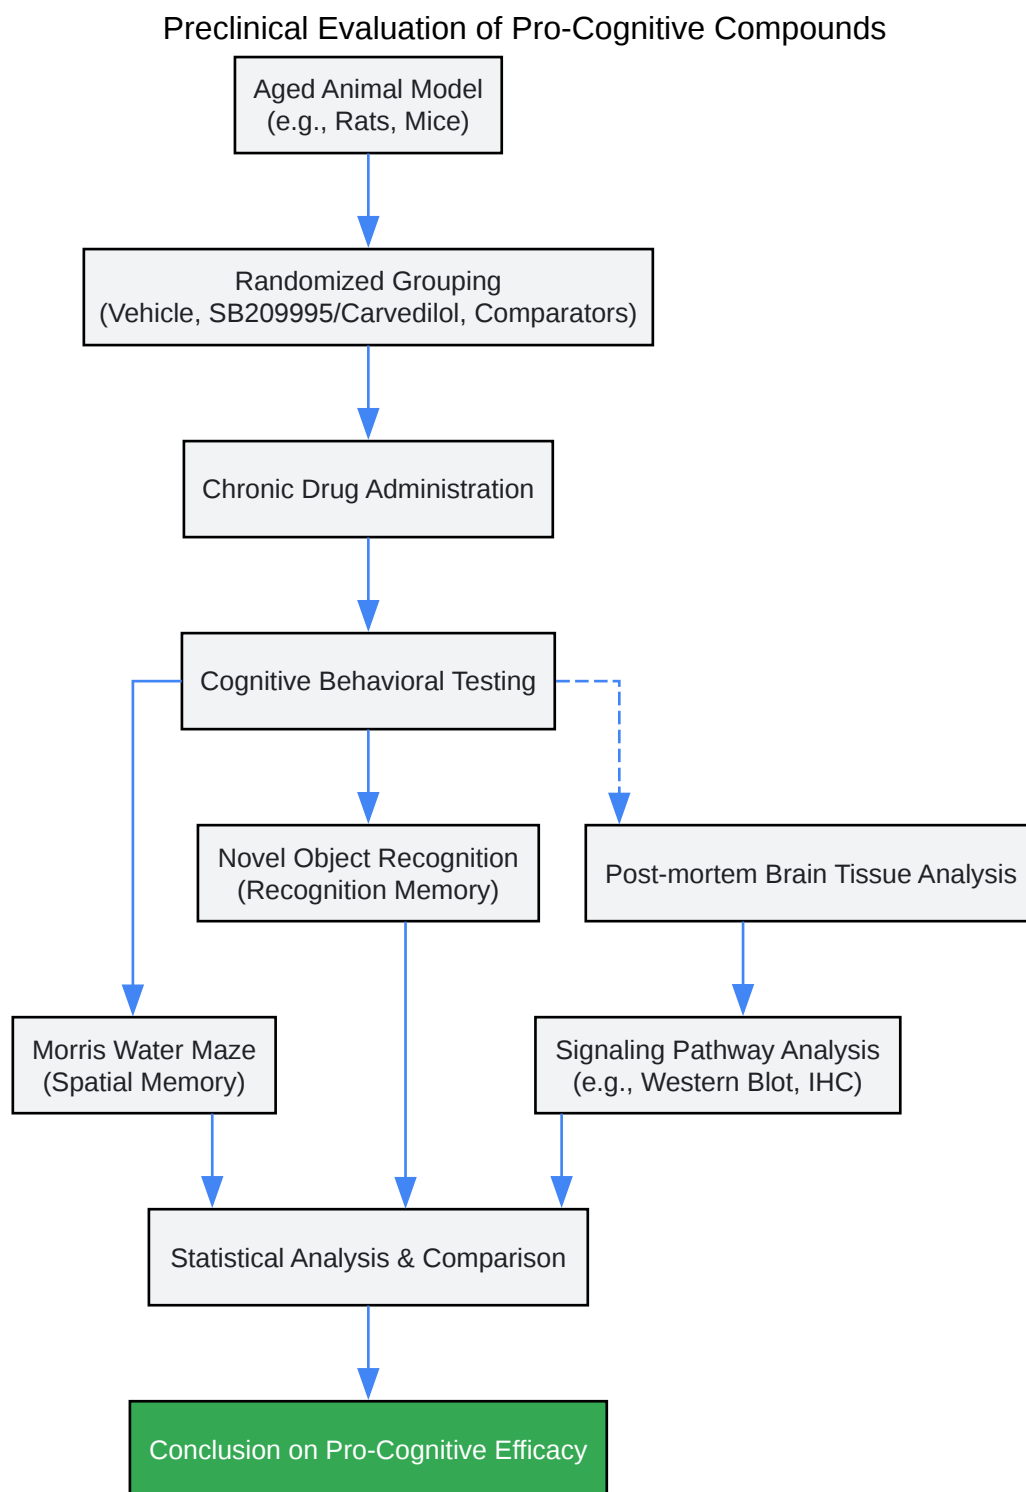 Preclinical Evaluation of Pro-Cognitive Compounds
Aged Animal Model
(e.g., Rats, Mice)
Randomized Grouping
(Vehicle, SB209995/Carvedilol, Comparators)
Chronic Drug Administration
Cognitive Behavioral Testing
Novel Object Recognition
(Recognition Memory)
Post-mortem Brain Tissue Analysis
Morris Water Maze
(Spatial Memory)
Signaling Pathway Analysis
(e.g., Western Blot, IHC)
Statistical Analysis & Comparison
Conclusion on Pro-Cognitive Efficacy